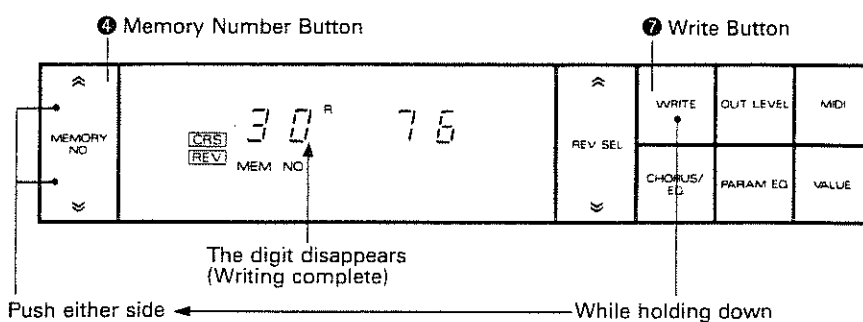 ❹ Memory Number Button
❼ Write Button
MEMORY
NO
CRS
REV
30 R 76
MEM NO
REV SEL
WRITE
OUT LEVEL
MIDI
CHORUS/
EQ
PARAM EQ
VALUE
The digit disappears
(Writing complete)
Push either side
While holding down